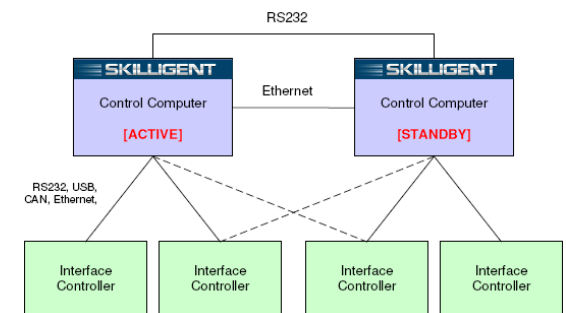 RS232
SKILLIGENT
SKILLIGENT
Control Computer
Ethernet
Control Computer
[ACTIVE]
[STANDBY]
RS232, USB,
CAN, Ethernet,
Interface
Controller
Interface
Controller
Interface
Controller
Interface
Controller